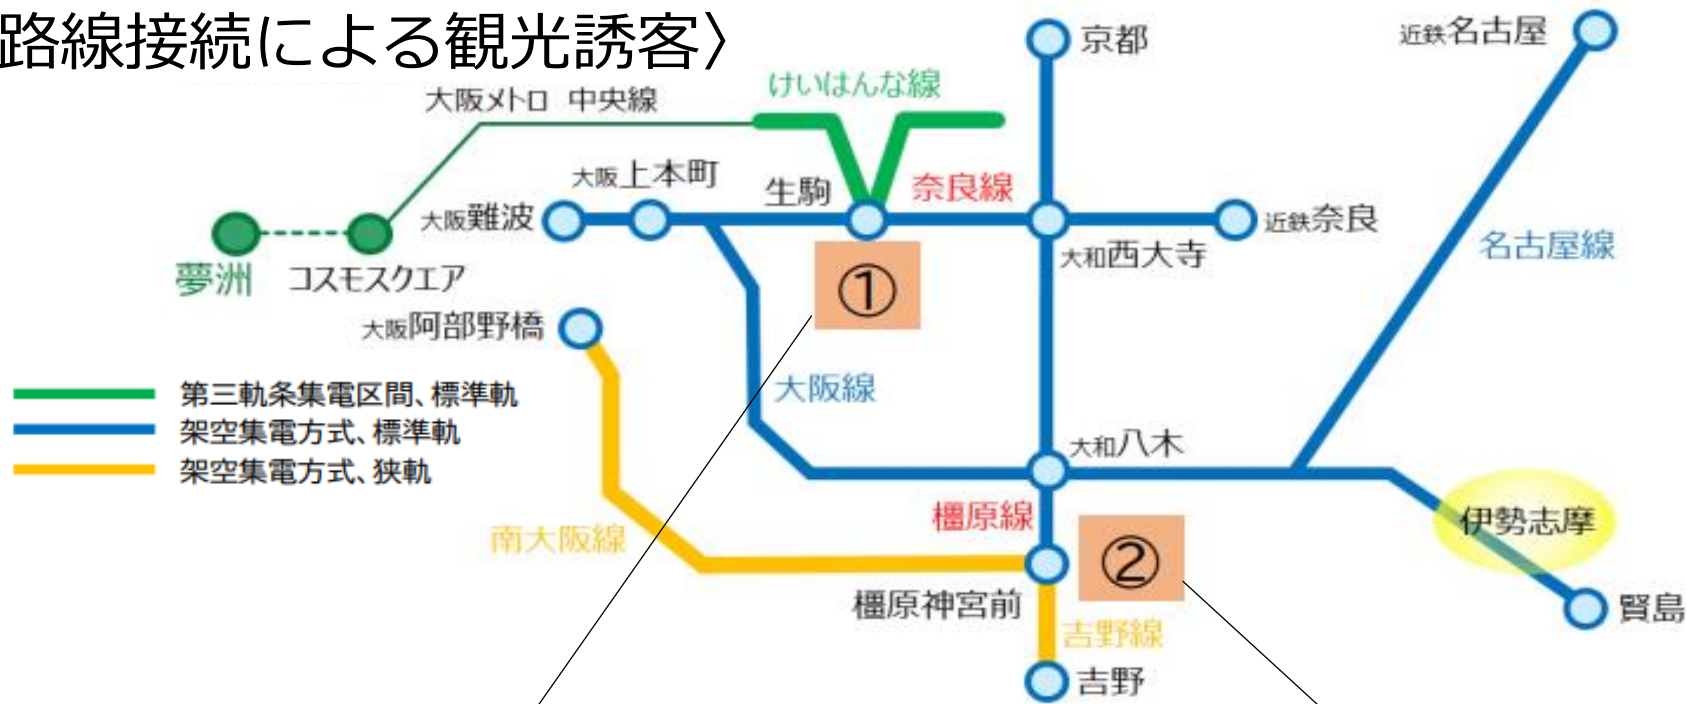 路線接続による観光誘客〉
京都
近鉄名古屋
けいはんな線
大阪メトロ 中央線
大阪上本町
生駒
奈良線
大阪難波
近鉄奈良
大和西大寺
名古屋線
夢洲
コスモスクエア
①
大阪阿部野橋
第三軌条集電区間、標準軌
架空集電方式、標準軌
架空集電方式、狭軌
大阪線
大和八木
橿原線
伊勢志摩
南大阪線
②
橿原神宮前
賢島
吉野線
吉野